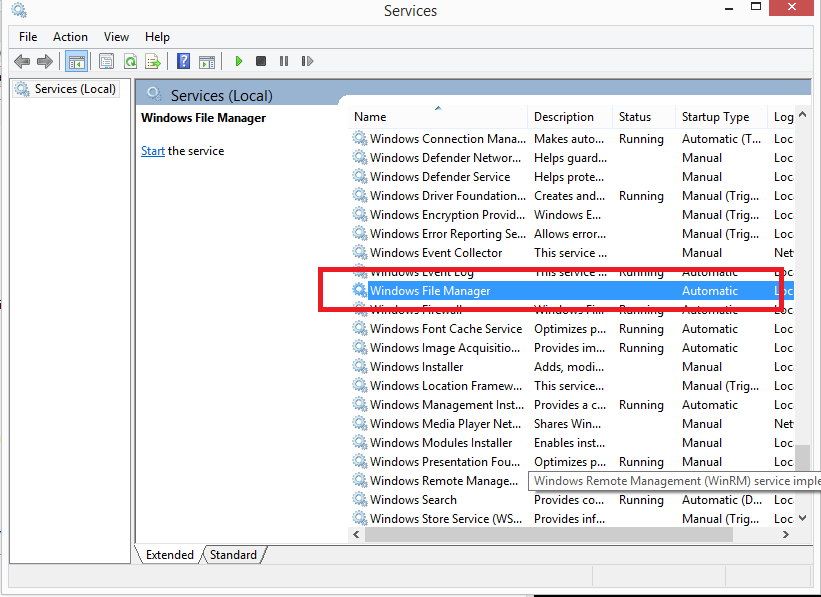 Services
File Action View Help
Services (Local)
Services (Local)
Windows File Manager
Start the service
Name Description Status Startup Type Log
Windows Connection Mana... Makes auto... Running Automatic (T... Loc
Windows Defender Networ... Helps guard... Manual Loc
Windows Defender Service Helps prote... Manual Loc
Windows Driver Foundation... Creates and... Running Manual (Trig... Loc
Windows Encryption Provid... Windows E... Manual (Trig... Loc
Windows Error Reporting Se... Allows error... Manual (Trig... Loc
Windows Event Collector This service ... Manual Net
Windows Event Log This service ... Running Automatic Loc
Windows File Manager Automatic Loc
Windows Firewall Windows Fi... Running Automatic Loc
Windows Font Cache Service Optimizes p... Running Automatic Loc
Windows Image Acquisitio... Provides im... Running Automatic Loc
Windows Installer Adds, modi... Manual Loc
Windows Location Framew... This service... Manual (Trig... Loc
Windows Management Inst... Provides a c... Running Automatic Loc
Windows Media Player Net... Shares Win... Manual Net
Windows Modules Installer Enables inst... Manual Loc
Windows Presentation Fou... Optimizes p... Running Manual Loc
Windows Remote Manage... Windows Remote Management (WinRM) service imple
Windows Search Provides co... Running Automatic (D... Loc
Windows Store Service (WS... Provides inf... Manual (Trig... Loc
Extended Standard